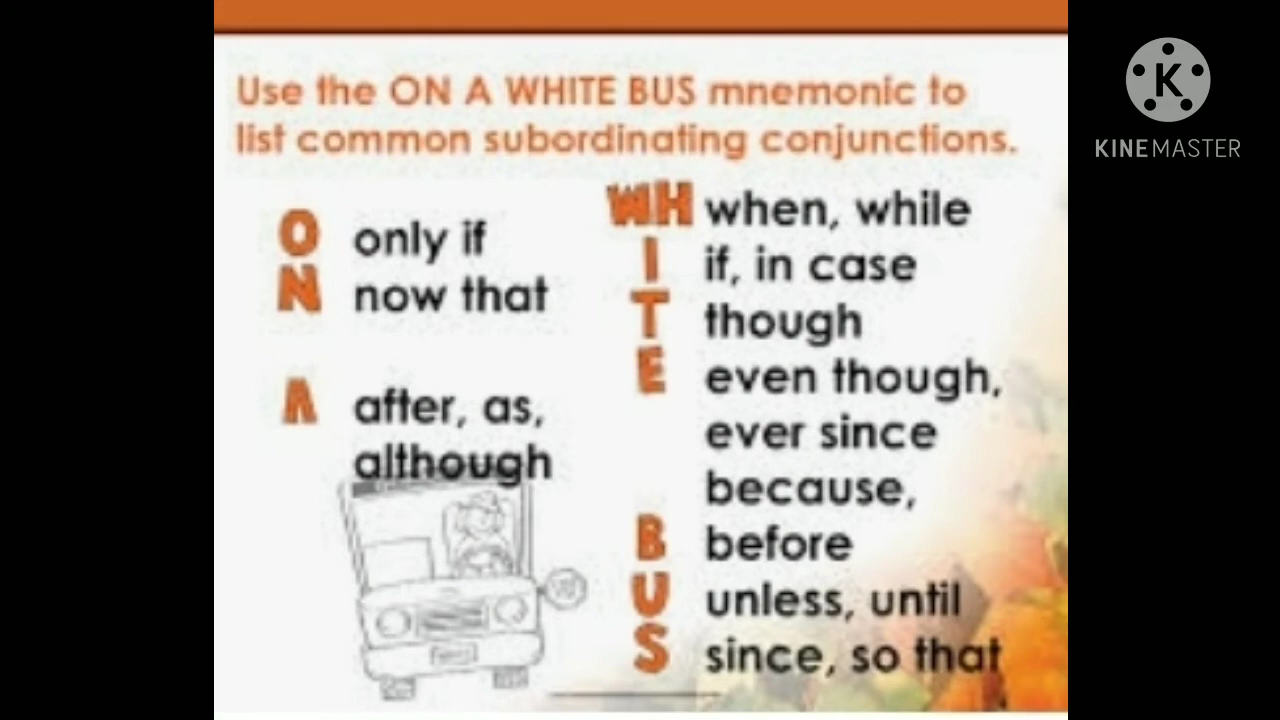 Use the ON A WHITE BUS mnemonic to
list common subordinating conjunctions.
O only if
N now that
A after, as,
although
WH when, while
I if, in case
T though
E even though,
ever since
because,
B before
U unless, until
S since, so that
K
KINEMASTER